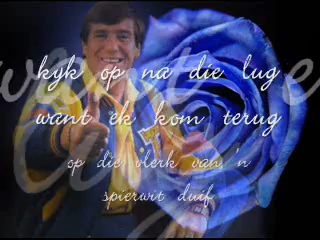 kyk op na die lug
want ek kom terug
op die vlerk van 'n
spierwit duif